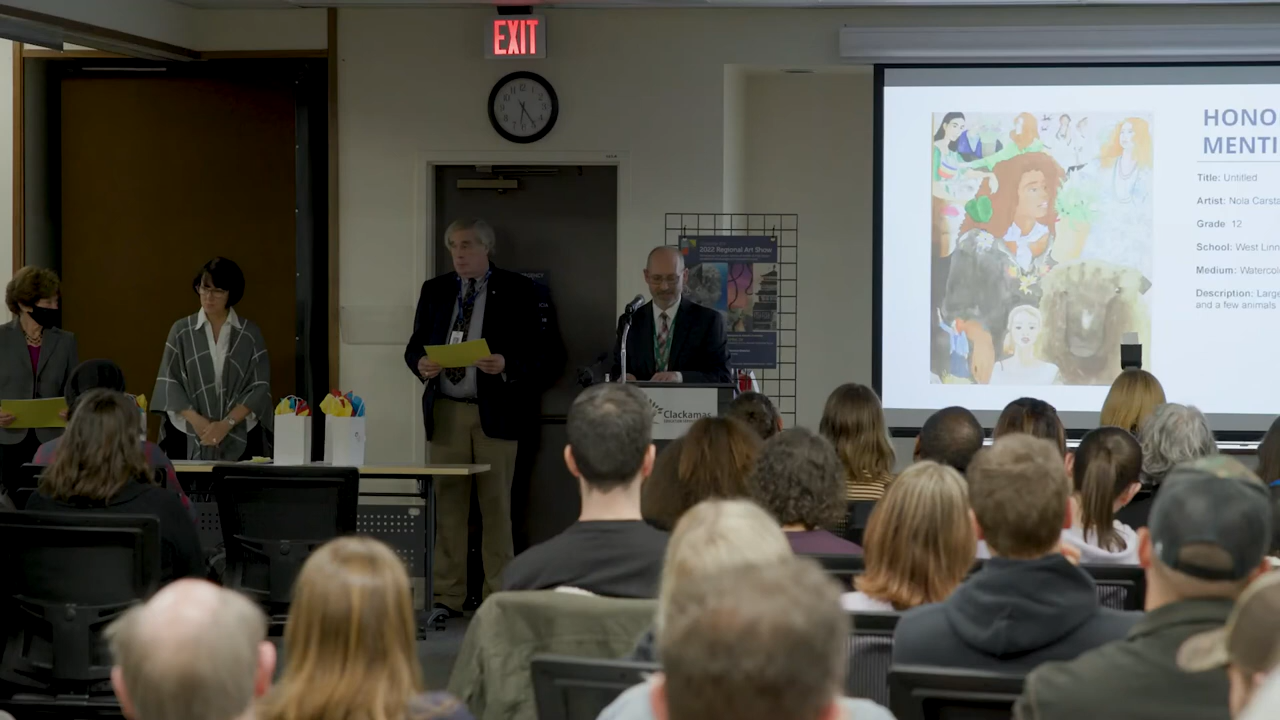 EXIT
2022 Regional Art Show
Clackamas
HONO
MENTI
Title: Untitled
Artist: Nola Carsta
Grade 12
School: West Linn
Medium: Watercol
Description: Large
and a few animals